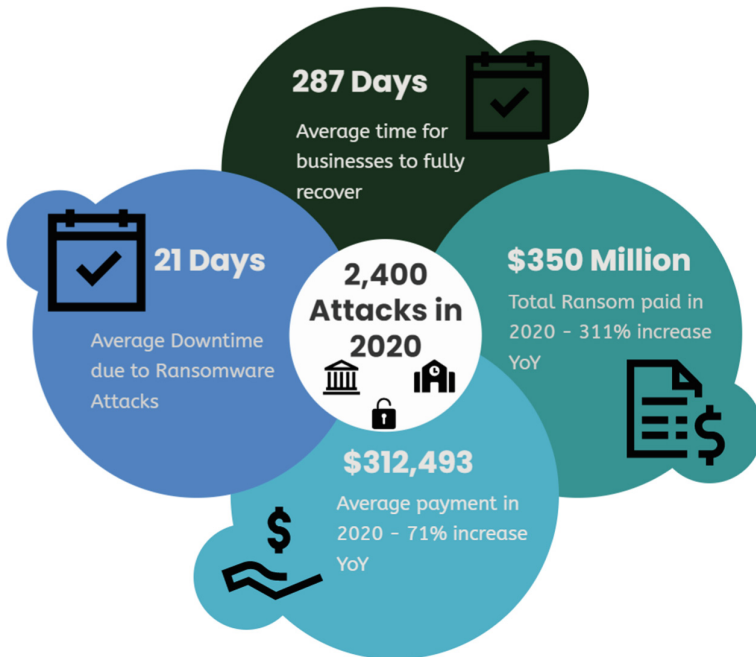 287 Days
Average time for
businesses to fully
recover
21 Days
Average Downtime
due to Ransomware
Attacks
2,400
Attacks in
2020
$350 Million
Total Ransom paid in
2020 - 311% increase
YoY
$312,493
Average payment in
2020 - 71% increase
YoY